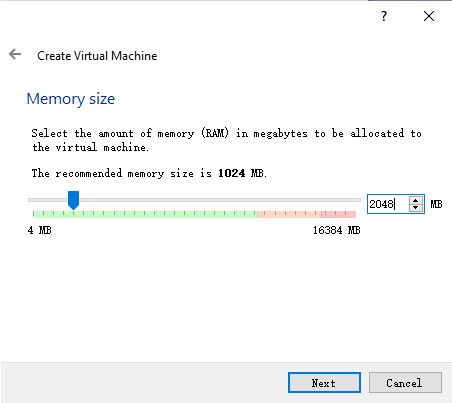 ?
Create Virtual Machine
Memory size
Select the amount of memory (RAM) in megabytes to be allocated to
the virtual machine.
The recommended memory size is 1024 MB.
2048 MB
4 MB 16384 MB
Next Cancel